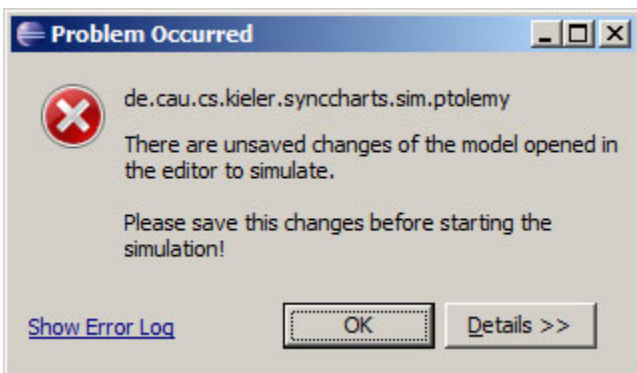 Problem Occurred
de.cau.cs.kieler.synccharts.sim.ptolemy
There are unsaved changes of the model opened in
the editor to simulate.
Please save this changes before starting the
simulation!
Show Error Log
OK
Details >>